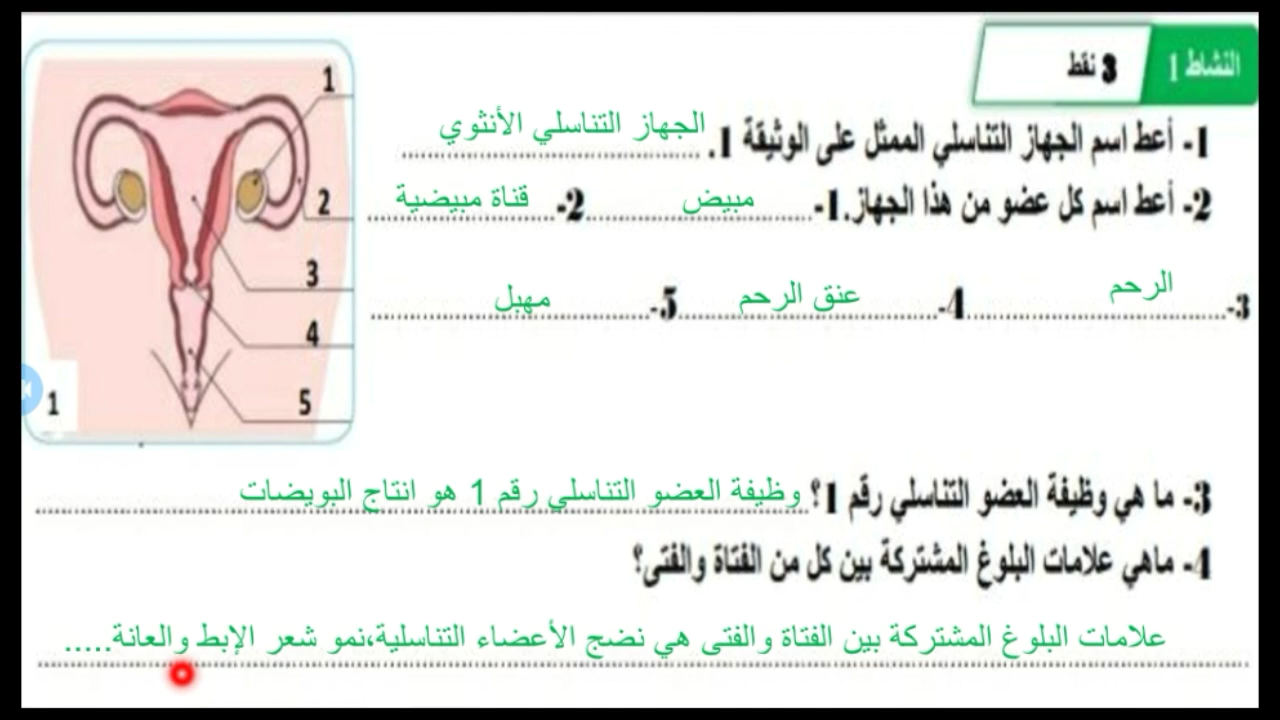 النشاط 1
3 نقط
1- أعط اسم الجهاز التناسلي الممثل على الوثيقة 1. الجهاز التناسلي الأنثوي
2- أعط اسم كل عضو من هذا الجهاز. 1- مبيض 2- قناة مبيضية
3- الرحم 4- عنق الرحم 5- مهبل
1
2
3
4
5
1
3- ما هي وظيفة العضو التناسلي رقم 1؟ وظيفة العضو التناسلي رقم 1 هو انتاج البويضات
4- ماهي علامات البلوغ المشتركة بين كل من الفتاة والفتى؟
علامات البلوغ المشتركة بين الفتاة والفتى هي نضج الأعضاء التناسلية،نمو شعر الإبط والعانة.....